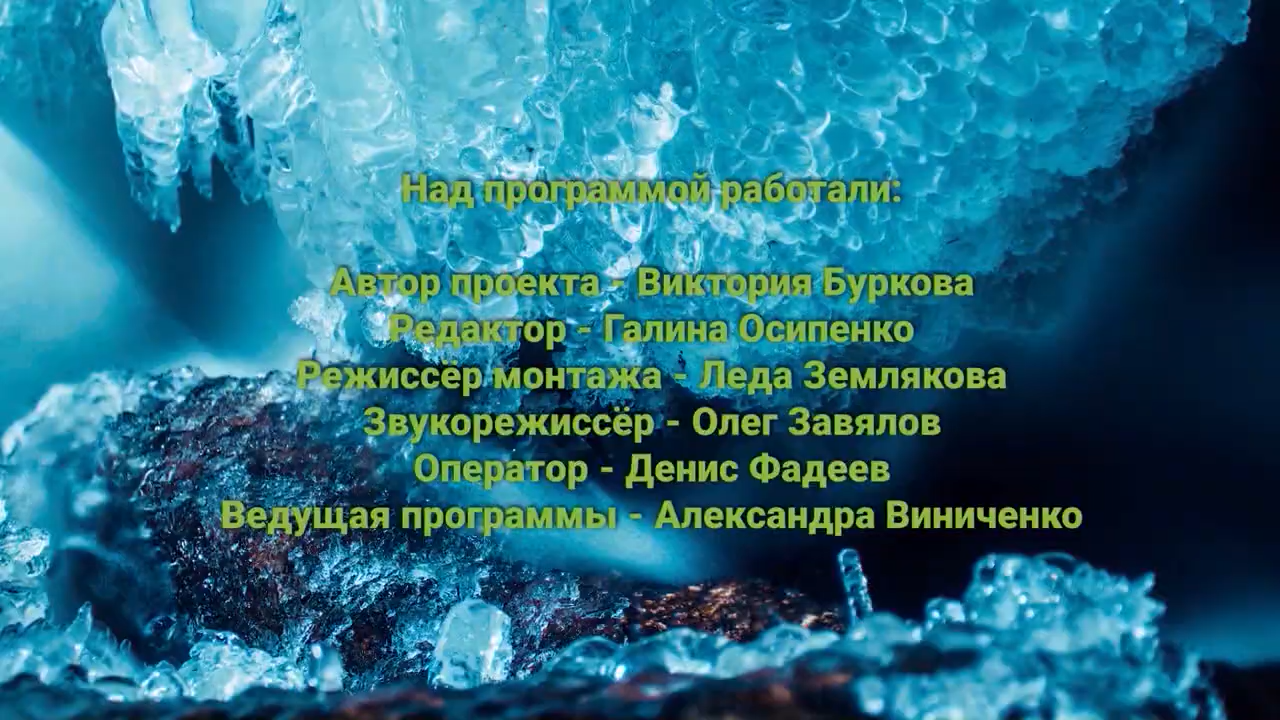 Над программой работали:
Автор проекта - Виктория Буркова
Редактор - Галина Осипенко
Режиссёр монтажа - Леда Землякова
Звукорежиссёр - Олег Завялов
Оператор - Денис Фадеев
Ведущая программы - Александра Виниченко